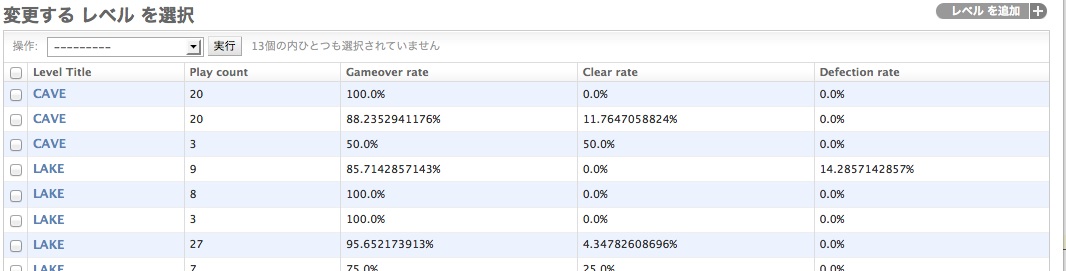 変更する レベル を選択
レベル を追加 +
操作: --------- 実行 13個の内ひとつも選択されていません
Level Title Play count Gameover rate Clear rate Defection rate
CAVE 20 100.0% 0.0% 0.0%
CAVE 20 88.2352941176% 11.7647058824% 0.0%
CAVE 3 50.0% 50.0% 0.0%
LAKE 9 85.7142857143% 0.0% 14.2857142857%
LAKE 8 100.0% 0.0% 0.0%
LAKE 3 100.0% 0.0% 0.0%
LAKE 27 95.652173913% 4.34782608696% 0.0%
LAKE 7 75.0% 25.0% 0.0%